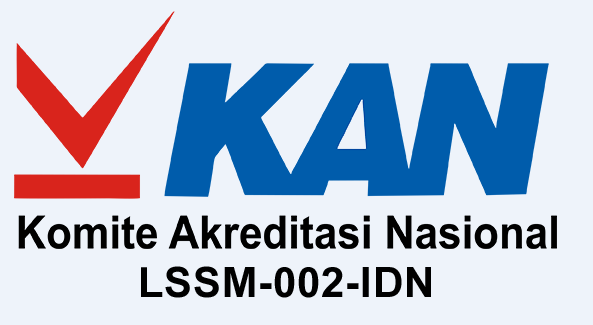 KAN
Komite Akreditasi Nasional
LSSM-002-IDN